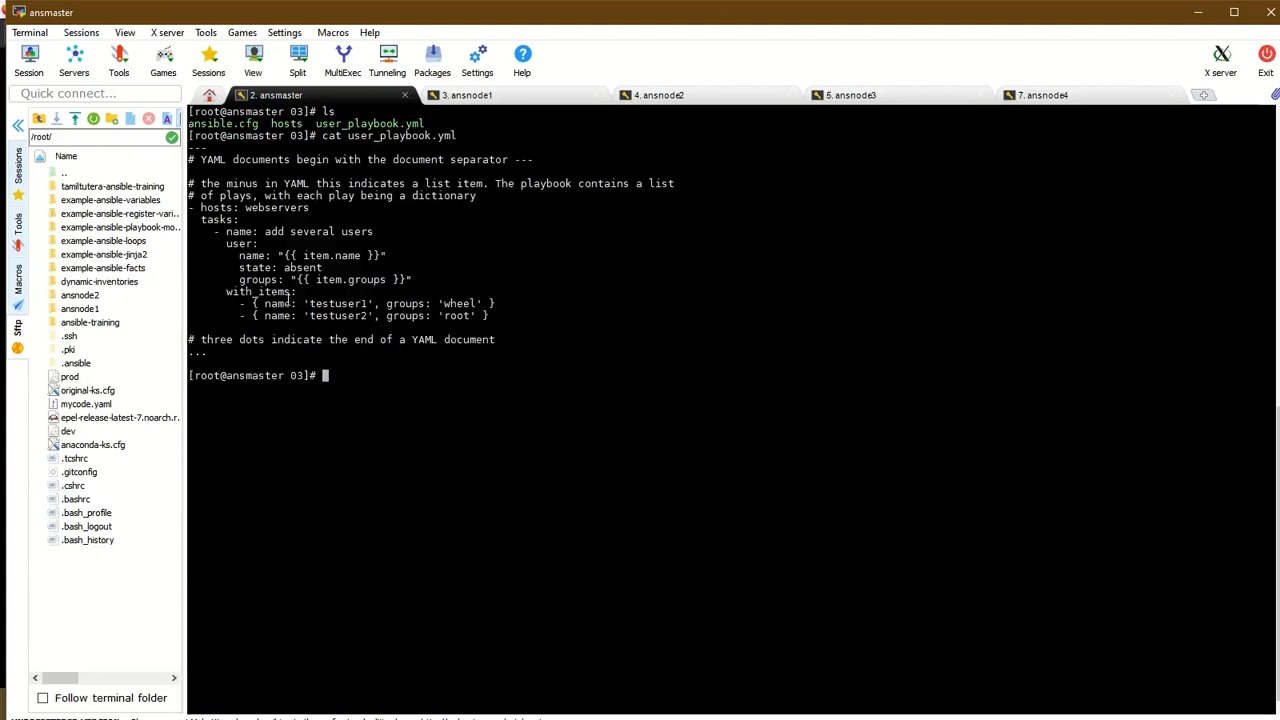 ansmaster
Terminal Sessions View X server Tools Games Settings Macros Help
Session Servers Tools Games Sessions View Split MultiExec Tunneling Packages Settings Help X server Exit
Quick connect...
2. ansmaster
3. ansnode1
4. ansnode2
5. ansnode3
7. ansnode4
/root/
Name
..
tamiltutera-ansible-training
example-ansible-variables
example-ansible-register-vari...
example-ansible-playbook-mo...
example-ansible-loops
example-ansible-jinja2
example-ansible-facts
dynamic-inventories
ansnode2
ansnode1
ansible-training
.ssh
.pki
.ansible
prod
original-ks.cfg
mycode.yaml
epel-release-latest-7.noarch.r...
dev
anaconda-ks.cfg
.tcshrc
.gitconfig
.cshrc
.bashrc
.bash_profile
.bash_logout
.bash_history
Follow terminal folder
Sessions
Tools
Macros
Sftp
[root@ansmaster 03]# ls
ansible.cfg hosts user_playbook.yml
[root@ansmaster 03]# cat user_playbook.yml
---
# YAML documents begin with the document separator ---
# the minus in YAML this indicates a list item. The playbook contains a list
# of plays, with each play being a dictionary
- hosts: webservers
tasks:
- name: add several users
user:
name: "{{ item.name }}"
state: absent
groups: "{{ item.groups }}"
with_items:
- { name: 'testuser1', groups: 'wheel' }
- { name: 'testuser2', groups: 'root' }
# three dots indicate the end of a YAML document
...
[root@ansmaster 03]#